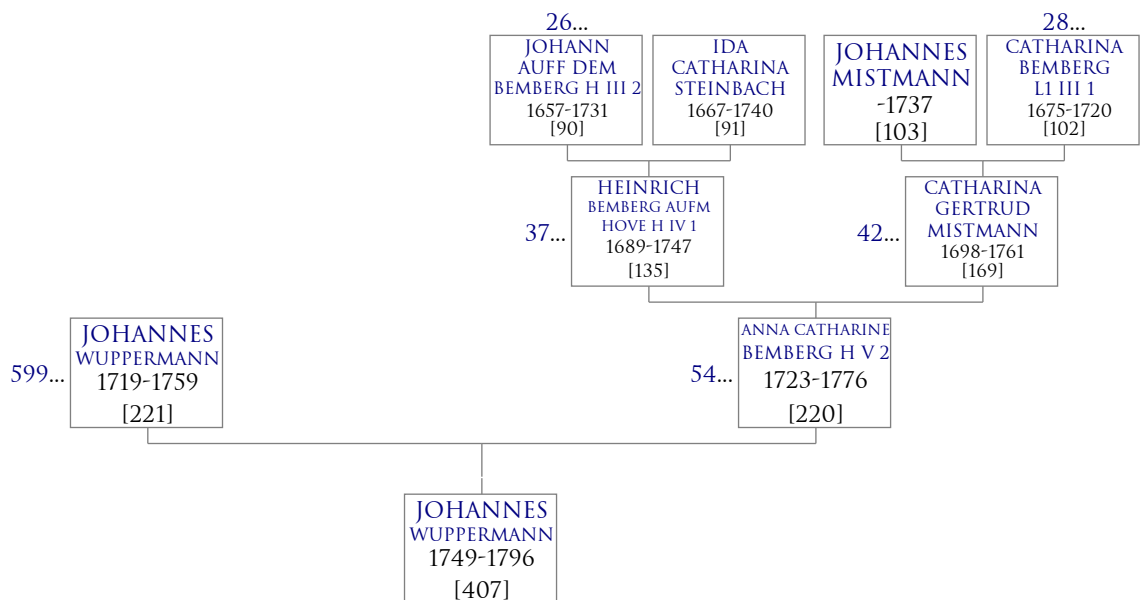 26...
JOHANN
AUFF DEM
BEMBERG H III 2
1657-1731
[90]
IDA
CATHARINA
STEINBACH
1667-1740
[91]
JOHANNES
MISTMANN
-1737
[103]
28...
CATHARINA
BEMBERG
L1 III 1
1675-1720
[102]
37...
HEINRICH
BEMBERG AUFM
HOVE H IV 1
1689-1747
[135]
42...
CATHARINA
GERTRUD
MISTMANN
1698-1761
[169]
599...
JOHANNES
WUPPERMANN
1719-1759
[221]
54...
ANNA CATHARINE
BEMBERG H V 2
1723-1776
[220]
JOHANNES
WUPPERMANN
1749-1796
[407]